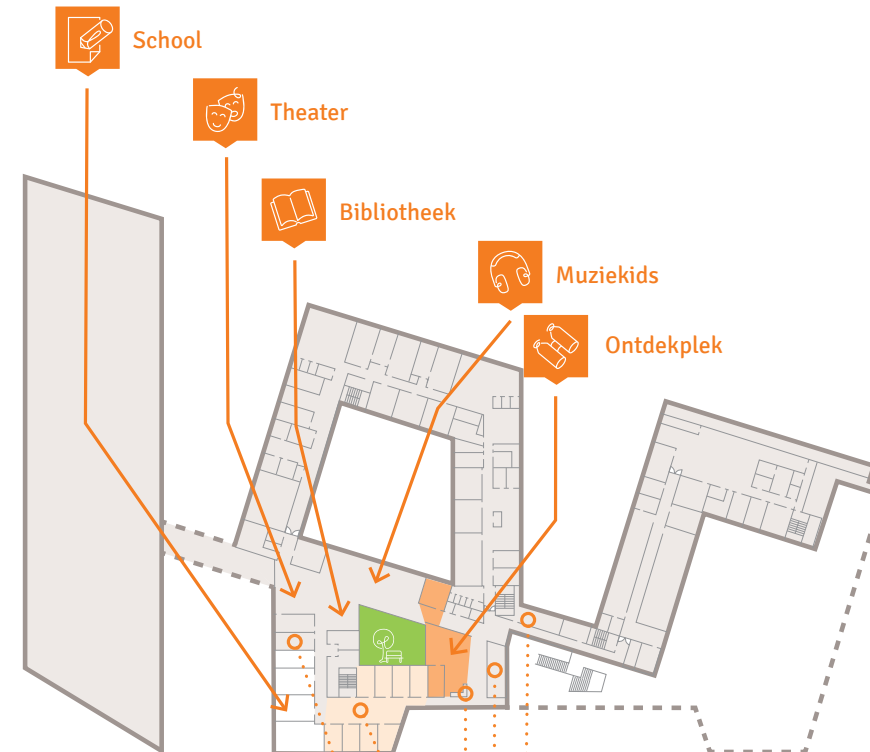 School
Theater
Bibliotheek
Muziekids
Ontdekplek